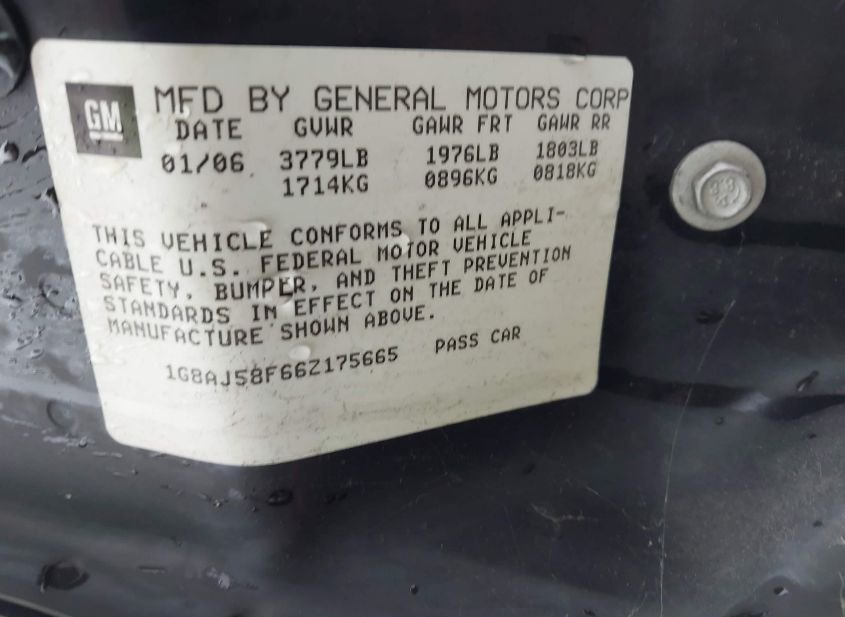 GM
MFD BY GENERAL MOTORS CORP
DATE GVWR GAWR FRT GAWR RR
01/06 3779LB 1976LB 1803LB
1714KG 0896KG 0818KG
THIS VEHICLE CONFORMS TO ALL APPLI-
CABLE U.S. FEDERAL MOTOR VEHICLE
SAFETY, BUMPER, AND THEFT PREVENTION
STANDARDS IN EFFECT ON THE DATE OF
MANUFACTURE SHOWN ABOVE.
1G8AJ58F66Z175665 PASS CAR